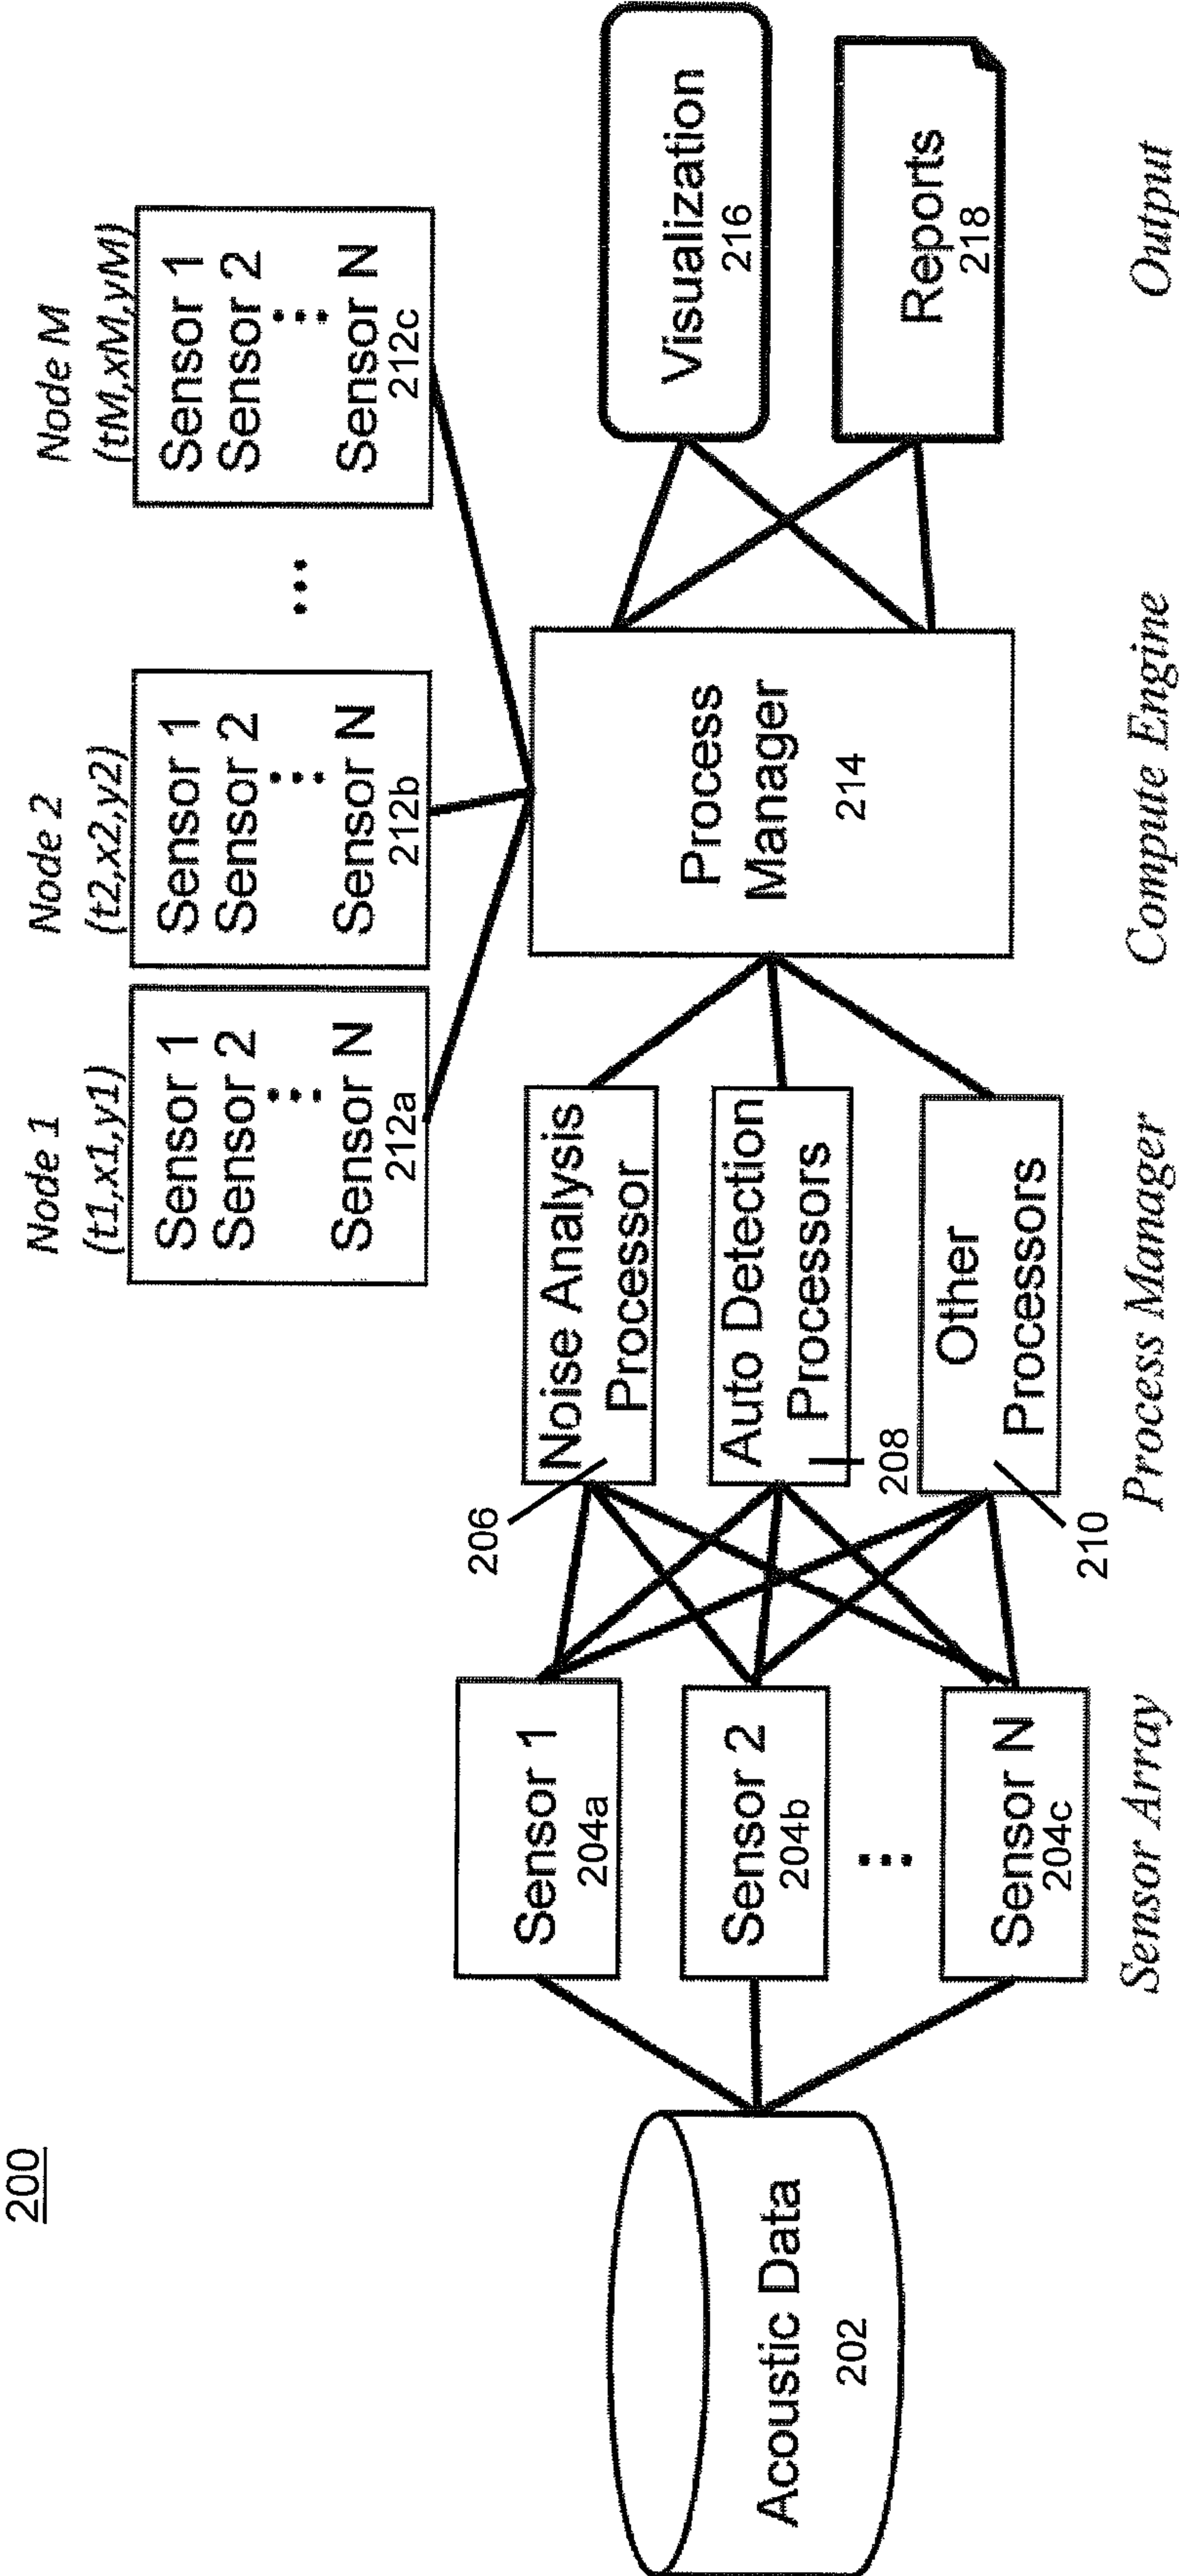 200
Node 1
(t1,x1,y1)
Sensor 1
Sensor 2
Sensor N
212a
Node 2
(t2,x2,y2)
Sensor 1
Sensor 2
Sensor N
212b
Node M
(tM,xM,yM)
Sensor 1
Sensor 2
Sensor N
212c
Acoustic Data
202
Sensor 1
204a
Sensor 2
204b
Sensor N
204c
206
Noise Analysis
Processor
Auto Detection
Processors
208
Other
Processors
210
Process
Manager
214
Visualization
216
Reports
218
Sensor Array
Process Manager
Compute Engine
Output